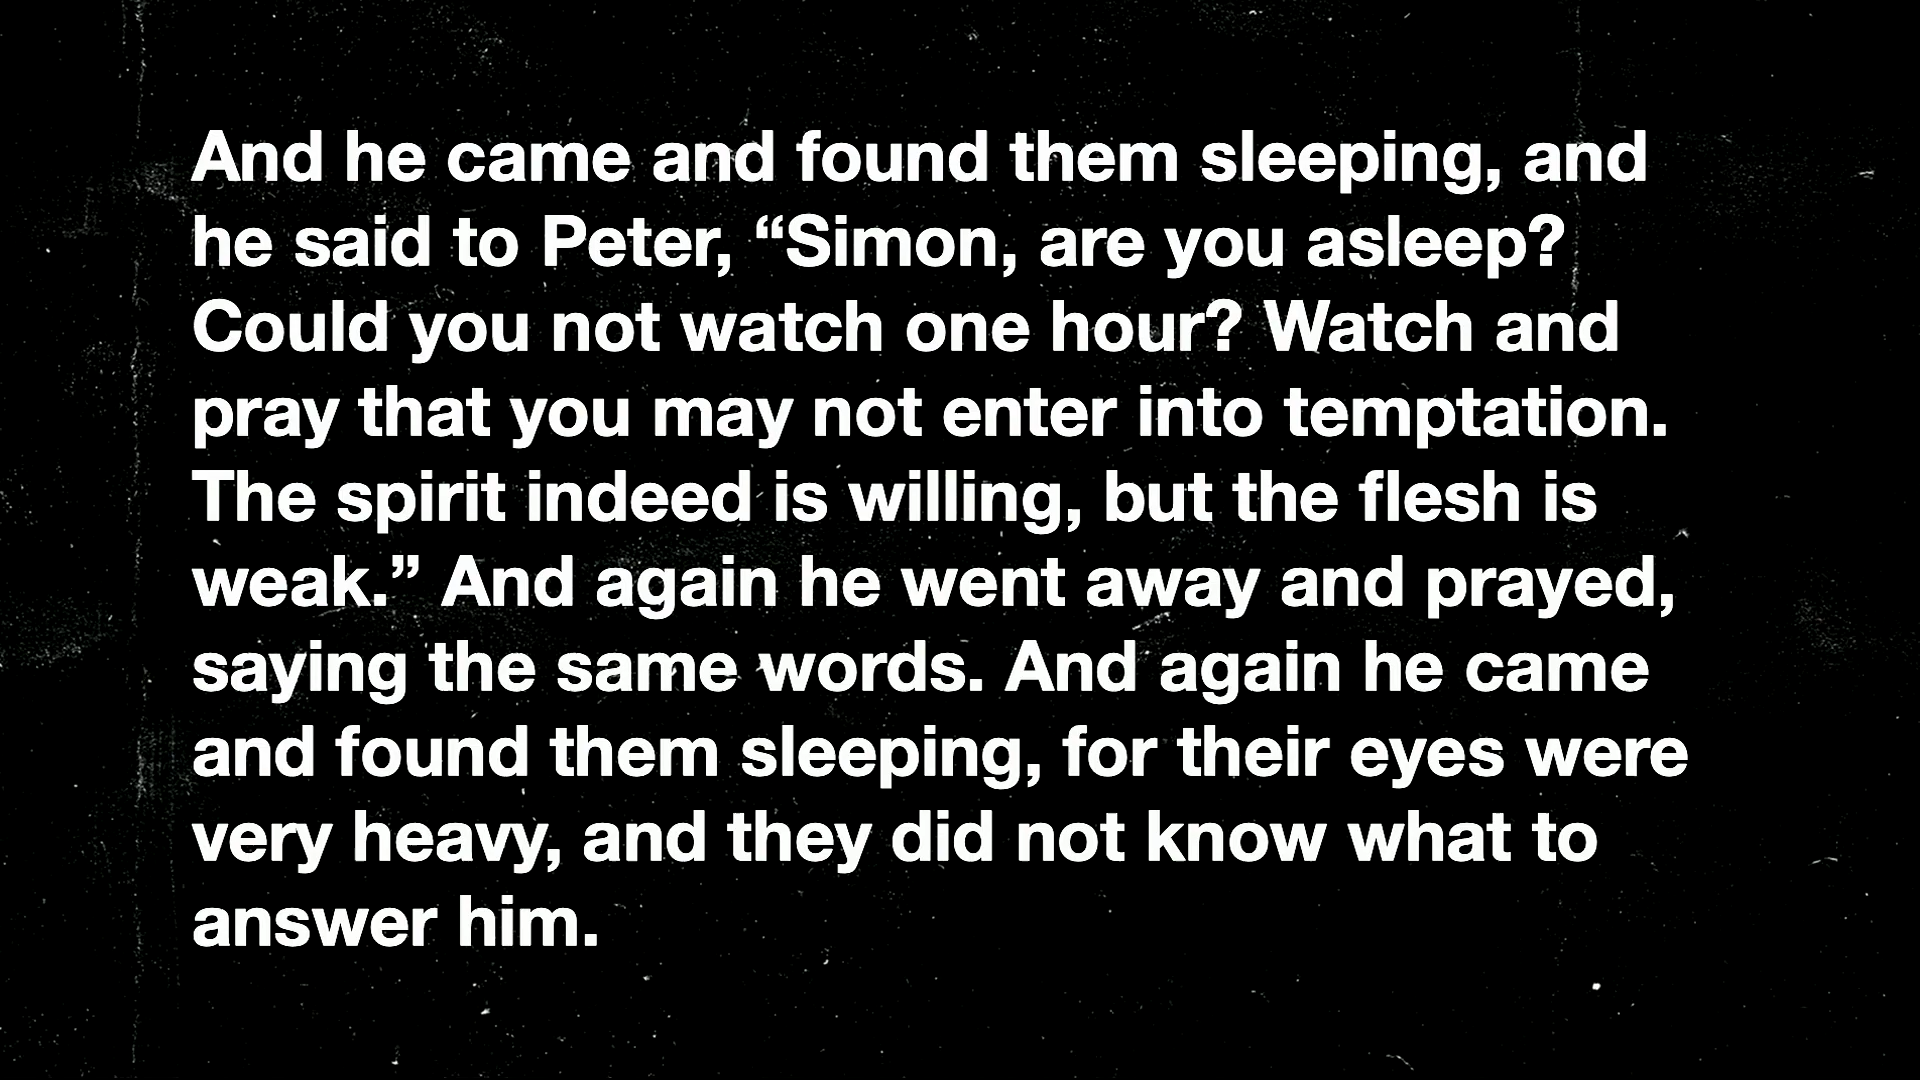 And he came and found them sleeping, and
he said to Peter, “Simon, are you asleep?
Could you not watch one hour? Watch and
pray that you may not enter into temptation.
The spirit indeed is willing, but the flesh is
weak.” And again he went away and prayed,
saying the same words. And again he came
and found them sleeping, for their eyes were
very heavy, and they did not know what to
answer him.